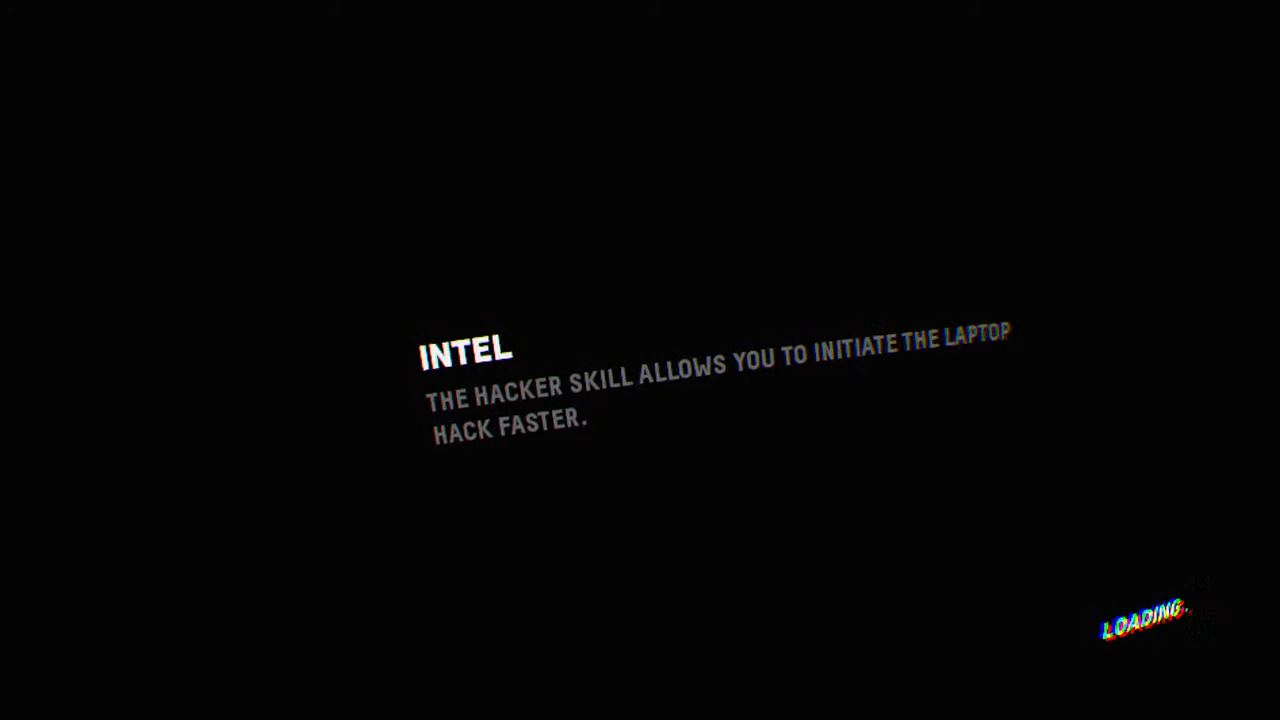 INTEL
THE HACKER SKILL ALLOWS YOU TO INITIATE THE LAPTOP
HACK FASTER.
LOADING.